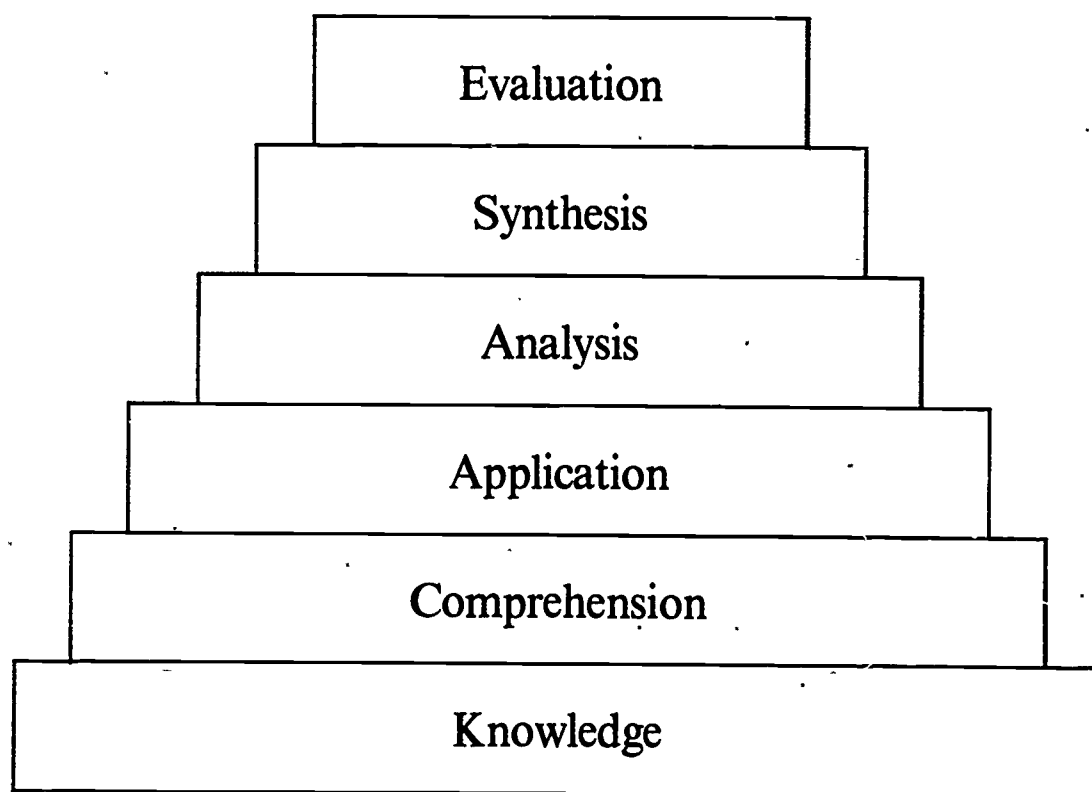 Evaluation
Synthesis
Analysis
Application
Comprehension
Knowledge